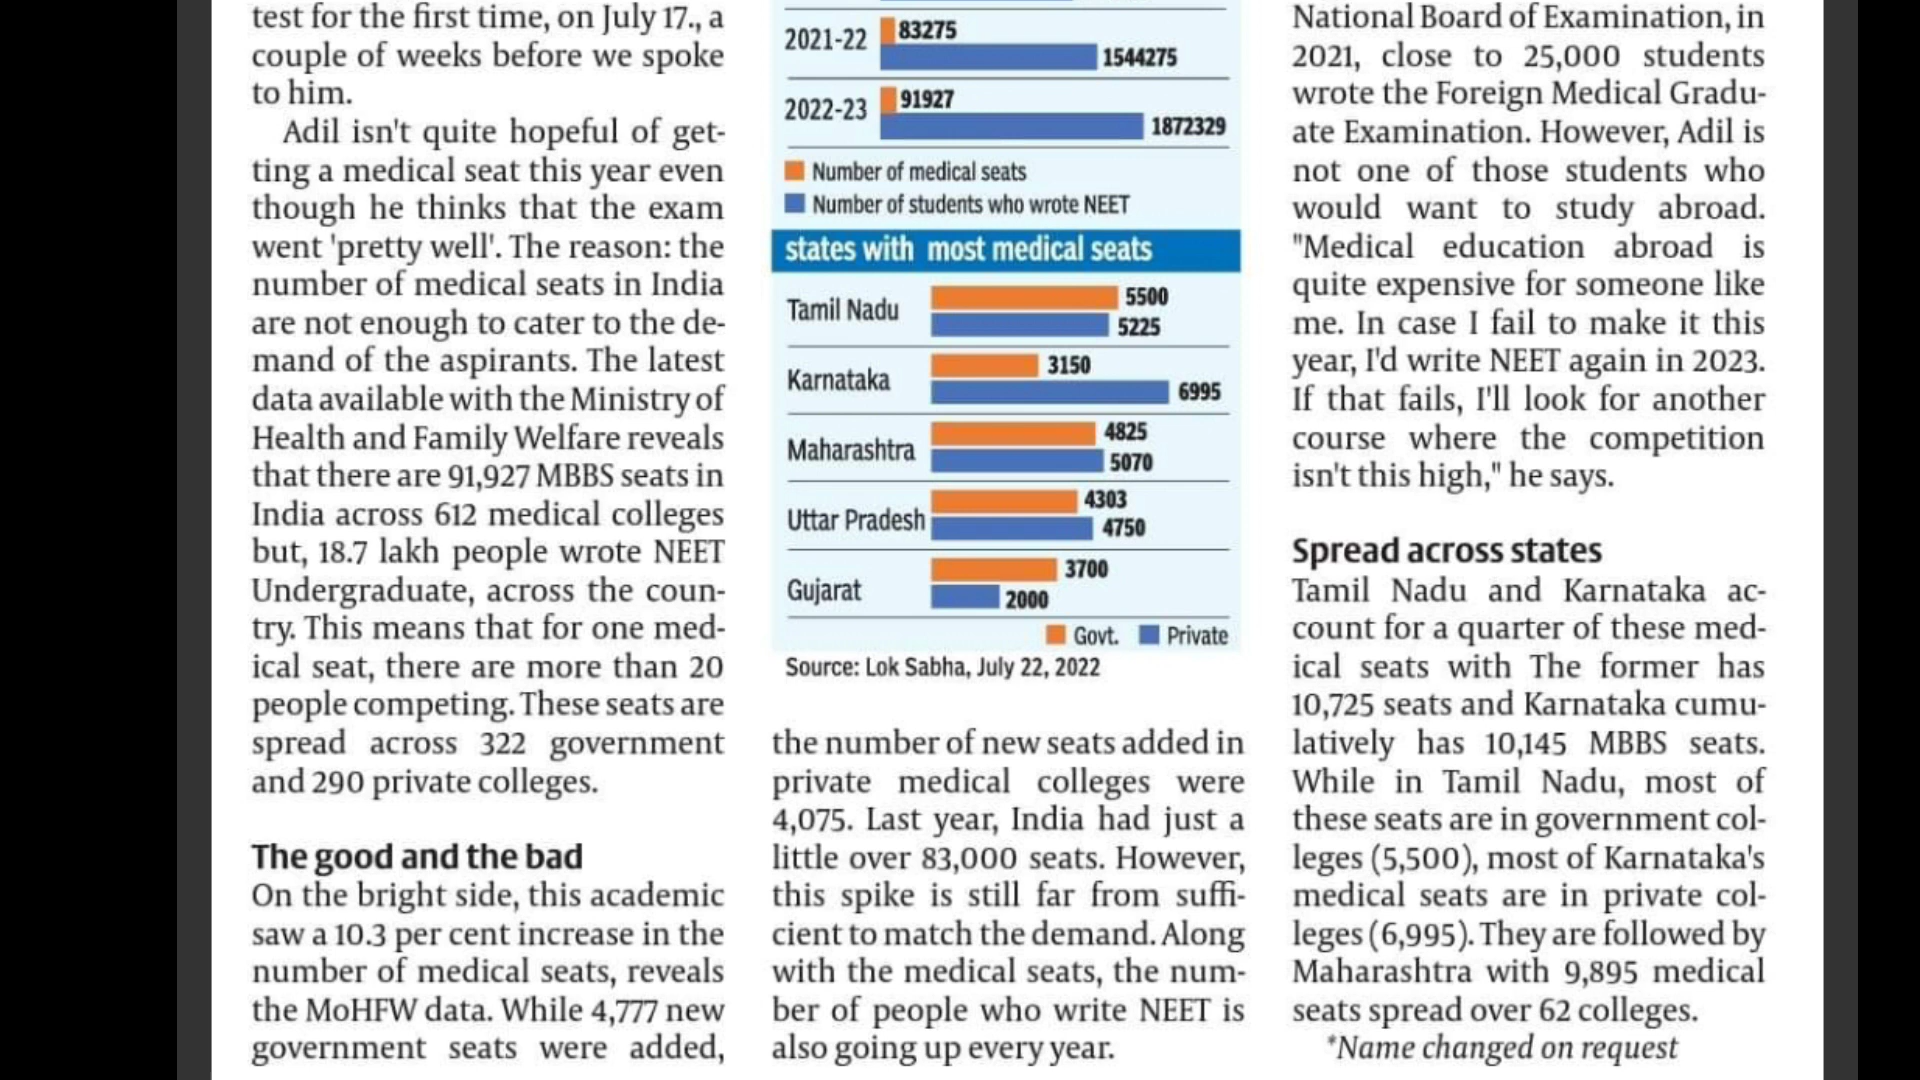 test for the first time, on July 17., a
couple of weeks before we spoke
to him.
Adil isn't quite hopeful of get-
ting a medical seat this year even
though he thinks that the exam
went 'pretty well'. The reason: the
number of medical seats in India
are not enough to cater to the de-
mand of the aspirants. The latest
data available with the Ministry of
Health and Family Welfare reveals
that there are 91,927 MBBS seats in
India across 612 medical colleges
but, 18.7 lakh people wrote NEET
Undergraduate, across the coun-
try. This means that for one med-
ical seat, there are more than 20
people competing. These seats are
spread across 322 government
and 290 private colleges.
The good and the bad
On the bright side, this academic
saw a 10.3 per cent increase in the
number of medical seats, reveals
the MoHFW data. While 4,777 new
government seats were added,
2021-22
83275
1544275
2022-23
91927
1872329
Number of medical seats
Number of students who wrote NEET
states with most medical seats
Tamil Nadu
5500
5225
Karnataka
3150
6995
Maharashtra
4825
5070
Uttar Pradesh
4303
4750
Gujarat
3700
2000
Govt. Private
Source: Lok Sabha, July 22, 2022
the number of new seats added in
private medical colleges were
4,075. Last year, India had just a
little over 83,000 seats. However,
this spike is still far from suffi-
cient to match the demand. Along
with the medical seats, the num-
ber of people who write NEET is
also going up every year.
National Board of Examination, in
2021, close to 25,000 students
wrote the Foreign Medical Gradu-
ate Examination. However, Adil is
not one of those students who
would want to study abroad.
"Medical education abroad is
quite expensive for someone like
me. In case I fail to make it this
year, I'd write NEET again in 2023.
If that fails, I'll look for another
course where the competition
isn't this high," he says.
Spread across states
Tamil Nadu and Karnataka ac-
count for a quarter of these med-
ical seats with The former has
10,725 seats and Karnataka cumu-
latively has 10,145 MBBS seats.
While in Tamil Nadu, most of
these seats are in government col-
leges (5,500), most of Karnataka's
medical seats are in private col-
leges (6,995). They are followed by
Maharashtra with 9,895 medical
seats spread over 62 colleges.
*Name changed on request